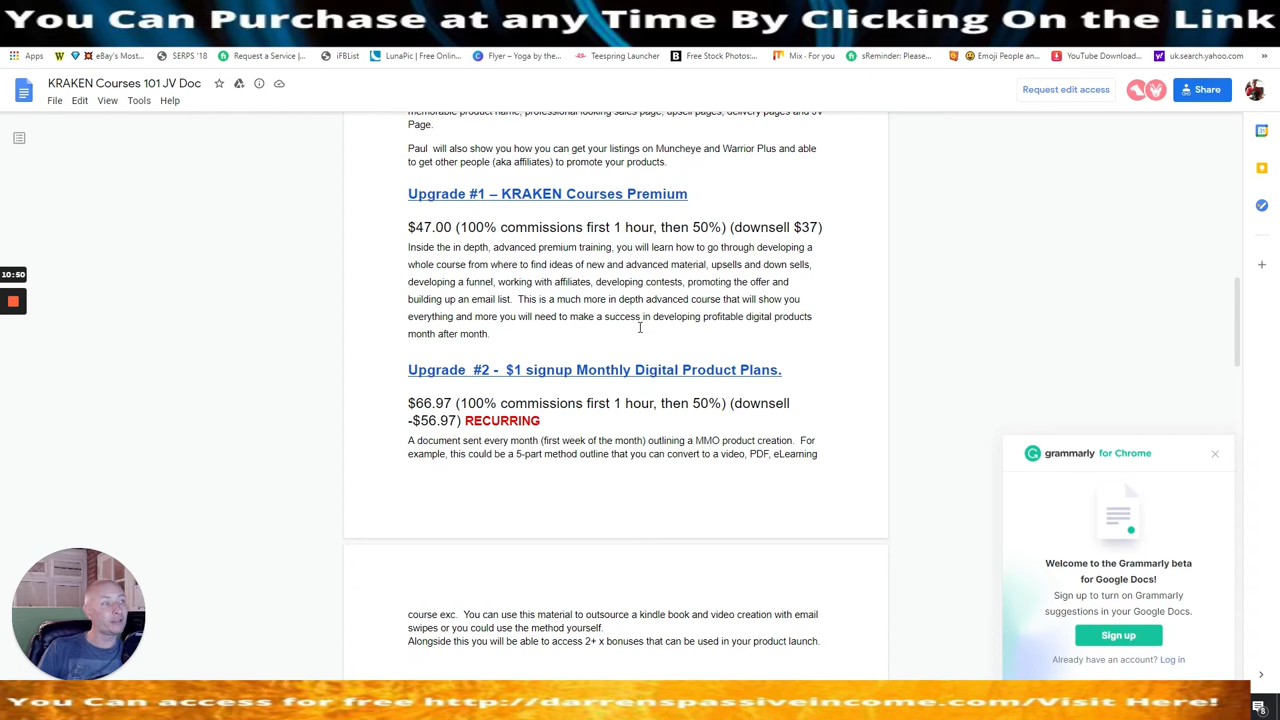 You Can Purchase at any Time By Clicking On the Link
Apps
eBay's Most...
SERPS '18
Request a Service |...
iFBList
LunaPic | Free Onlin...
Flyer – Yoga by the...
Teespring Launcher
Free Stock Photos:...
Mix · For you
sReminder: Please...
Emoji People an...
YouTube Download...
uk.search.yahoo.com
»
KRAKEN Courses 101 JV Doc
Request edit access
Share
File Edit View Tools Help
memorable product name, professional looking sales page, upsell pages, delivery pages and JV
Page.
Paul will also show you how you can get your listings on Muncheye and Warrior Plus and able
to get other people (aka affiliates) to promote your products.
Upgrade #1 – KRAKEN Courses Premium
$47.00 (100% commissions first 1 hour, then 50%) (downsell $37)
Inside the in depth, advanced premium training, you will learn how to go through developing a
whole course from where to find ideas of new and advanced material, upsells and down sells,
developing a funnel, working with affiliates, developing contests, promoting the offer and
building up an email list. This is a much more in depth advanced course that will show you
everything and more you will need to make a success in developing profitable digital products
month after month.
10:50
Upgrade #2 - $1 signup Monthly Digital Product Plans.
$66.97 (100% commissions first 1 hour, then 50%) (downsell
-$56.97) RECURRING
A document sent every month (first week of the month) outlining a MMO product creation. For
example, this could be a 5-part method outline that you can convert to a video, PDF, eLearning
course exc. You can use this material to outsource a kindle book and video creation with email
swipes or you could use the method yourself.
Alongside this you will be able to access 2+ x bonuses that can be used in your product launch.
grammarly for Chrome
Welcome to the Grammarly beta
for Google Docs!
Sign up to turn on Grammarly
suggestions in your Google Docs.
Sign up
Already have an account? Log in
You Can access for free http://darrenspassiveincome.com/Visit Here!
8